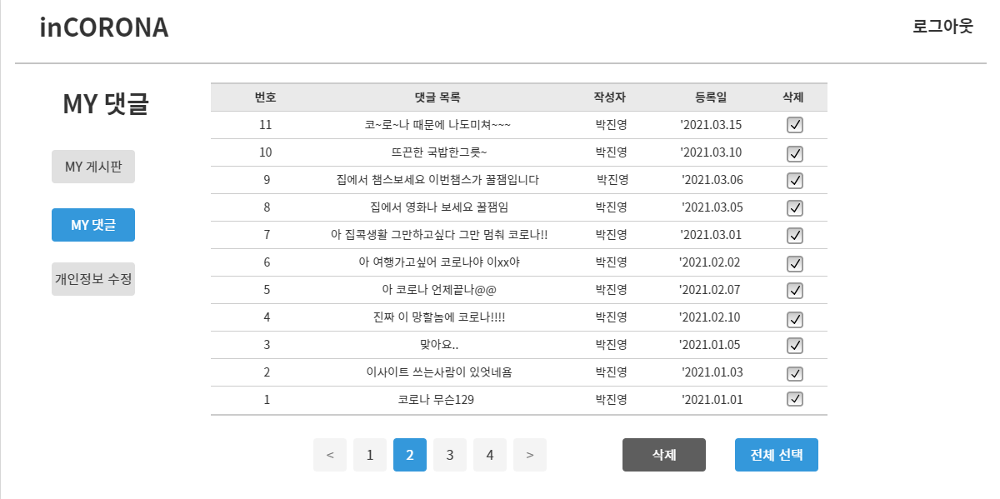 inCORONA
로그아웃
MY 댓글
MY 게시판
MY 댓글
개인정보 수정
번호 댓글 목록 작성자 등록일 삭제
11 코~로~나 때문에 나도미쳐~~~ 박진영 '2021.03.15
10 뜨끈한 국밥한그릇~ 박진영 '2021.03.10
9 집에서 챔스보세요 이번챔스가 꿀잼입니다 박진영 '2021.03.06
8 집에서 영화나 보세요 꿀잼임 박진영 '2021.03.05
7 아 집콕생활 그만하고싶다 그만 멈춰 코로나!! 박진영 '2021.03.01
6 아 여행가고싶어 코로나야 이xx야 박진영 '2021.02.02
5 아 코로나 언제끝나@@ 박진영 '2021.02.07
4 진짜 이 망할놈에 코로나!!!! 박진영 '2021.02.10
3 맞아요.. 박진영 '2021.01.05
2 이사이트 쓰는사람이 있엇네욤 박진영 '2021.01.03
1 코로나 무슨129 박진영 '2021.01.01
< 1 2 3 4 > 삭제 전체 선택